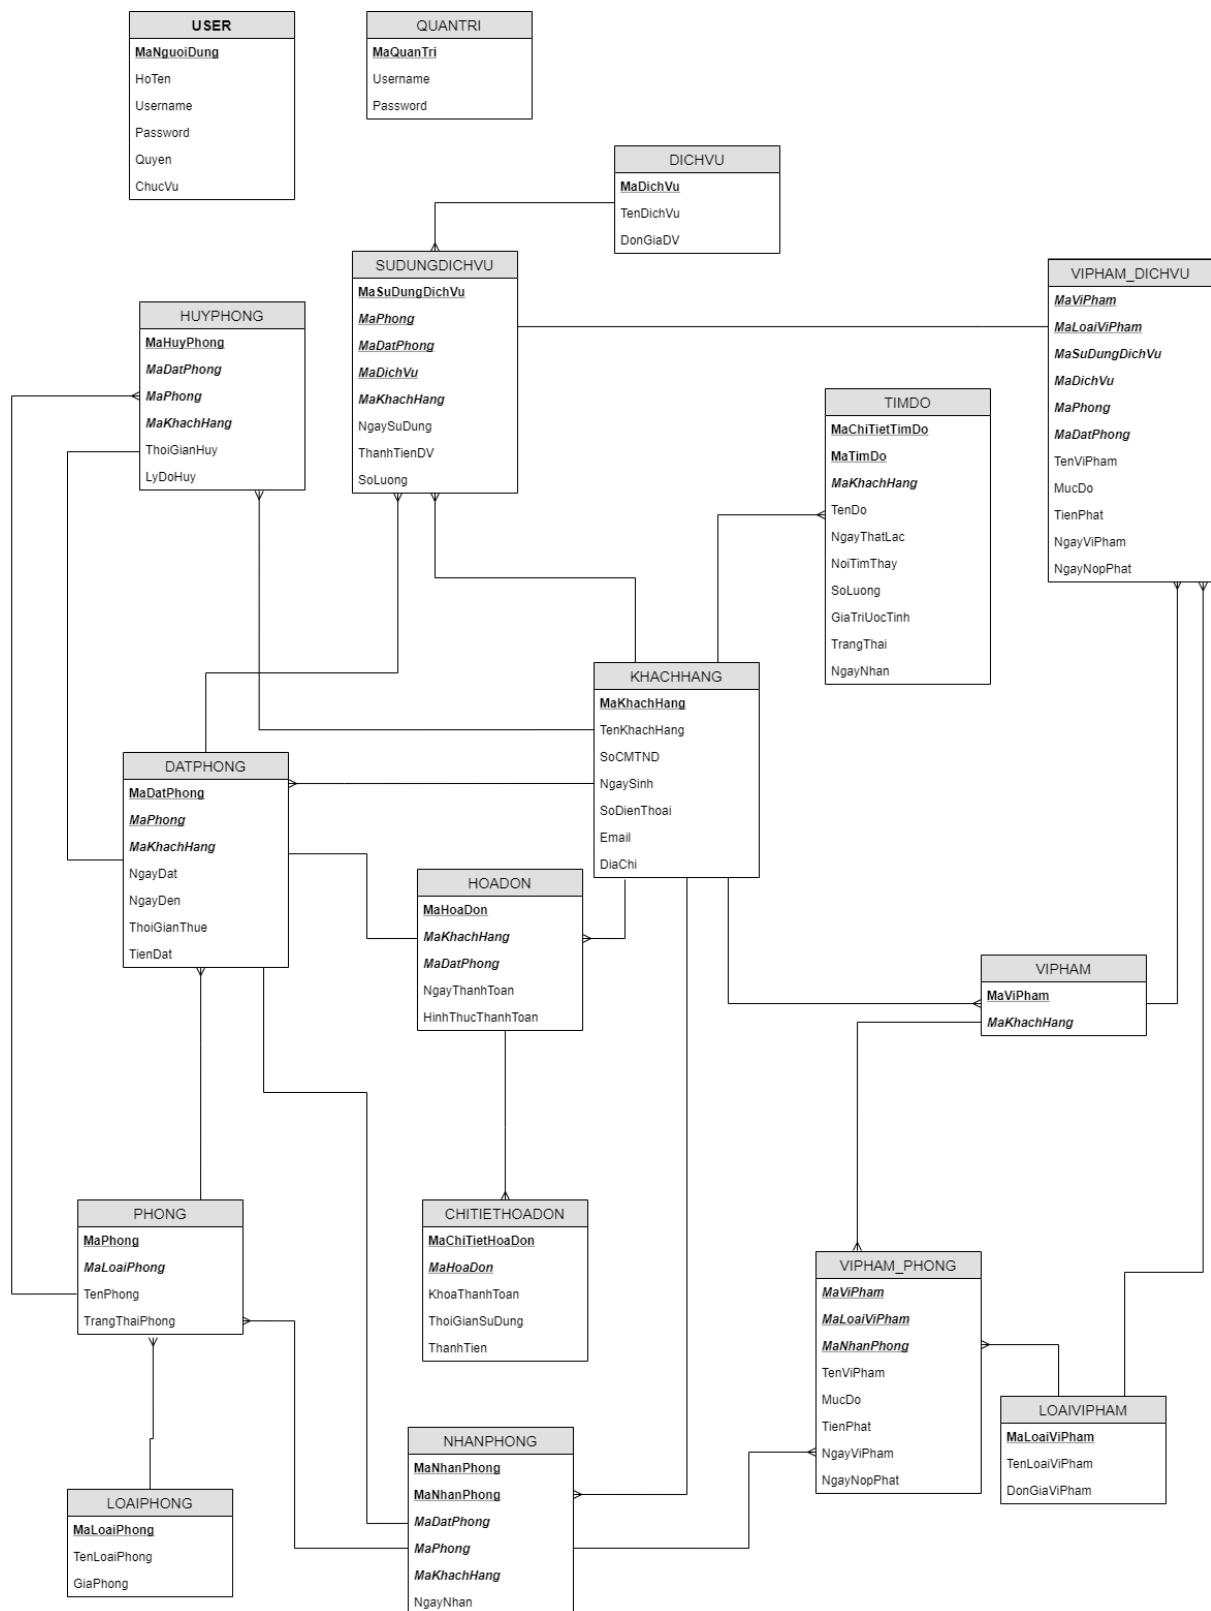 USER
MaNguoiDung
HoTen
Username
Password
Quyen
ChucVu
QUANTRI
MaQuanTri
Username
Password
DICHVU
MaDichVu
TenDichVu
DonGiaDV
SUDUNGDICHVU
MaSuDungDichVu
MaPhong
MaDatPhong
MaDichVu
MaKhachHang
NgaySuDung
ThanhTienDV
SoLuong
VIPHAM_DICHVU
MaViPham
MaLoaiViPham
MaSuDungDichVu
MaDichVu
MaPhong
MaDatPhong
TenViPham
MucDo
TienPhat
NgayViPham
NgayNopPhat
HUYPHONG
MaHuyPhong
MaDatPhong
MaPhong
MaKhachHang
ThoiGianHuy
LyDoHuy
TIMDO
MaChiTietTimDo
MaTimDo
MaKhachHang
TenDo
NgayThatLac
NoiTimThay
SoLuong
GiaTriUocTinh
TrangThai
NgayNhan
KHACHHANG
MaKhachHang
TenKhachHang
SoCMTND
NgaySinh
SoDienThoai
Email
DiaChi
DATPHONG
MaDatPhong
MaPhong
MaKhachHang
NgayDat
NgayDen
ThoiGianThue
TienDat
HOADON
MaHoaDon
MaKhachHang
MaDatPhong
NgayThanhToan
HinhThucThanhToan
VIPHAM
MaViPham
MaKhachHang
PHONG
MaPhong
MaLoaiPhong
TenPhong
TrangThaiPhong
CHITIETHOADON
MaChiTietHoaDon
MaHoaDon
KhoaThanhToan
ThoiGianSuDung
ThanhTien
VIPHAM_PHONG
MaViPham
MaLoaiViPham
MaNhanPhong
TenViPham
MucDo
TienPhat
NgayViPham
NgayNopPhat
LOAIVIPHAM
MaLoaiViPham
TenLoaiViPham
DonGiaViPham
NHANPHONG
MaNhanPhong
MaNhanPhong
MaDatPhong
MaPhong
MaKhachHang
NgayNhan
LOAIPHONG
MaLoaiPhong
TenLoaiPhong
GiaPhong